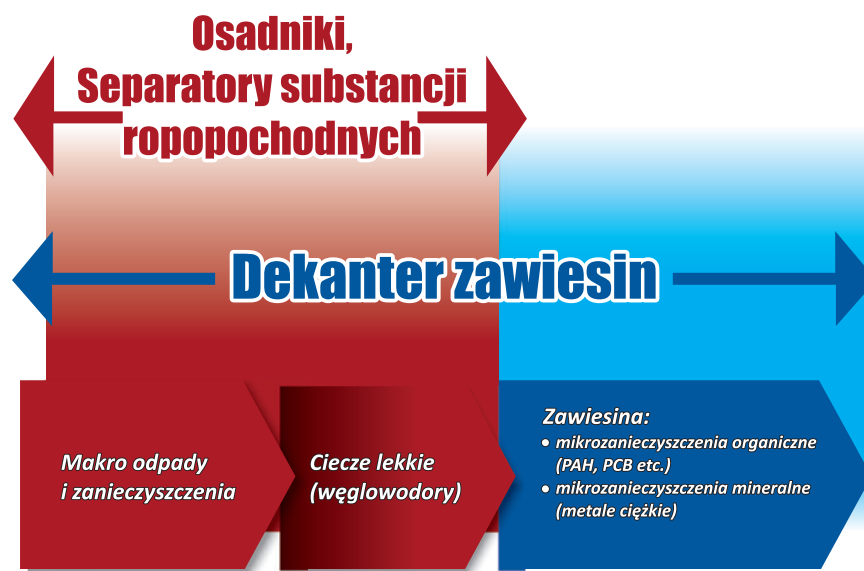 Osadniki,
Separatory substancji
ropopochodnych
Dekanter zawiesin
Makro odpady
i zanieczyszczenia
Ciecze lekkie
(węglowodory)
Zawiesina:
• mikrozanieczyszczenia organiczne
(PAH, PCB etc.)
• mikrozanieczyszczenia mineralne
(metale ciężkie)